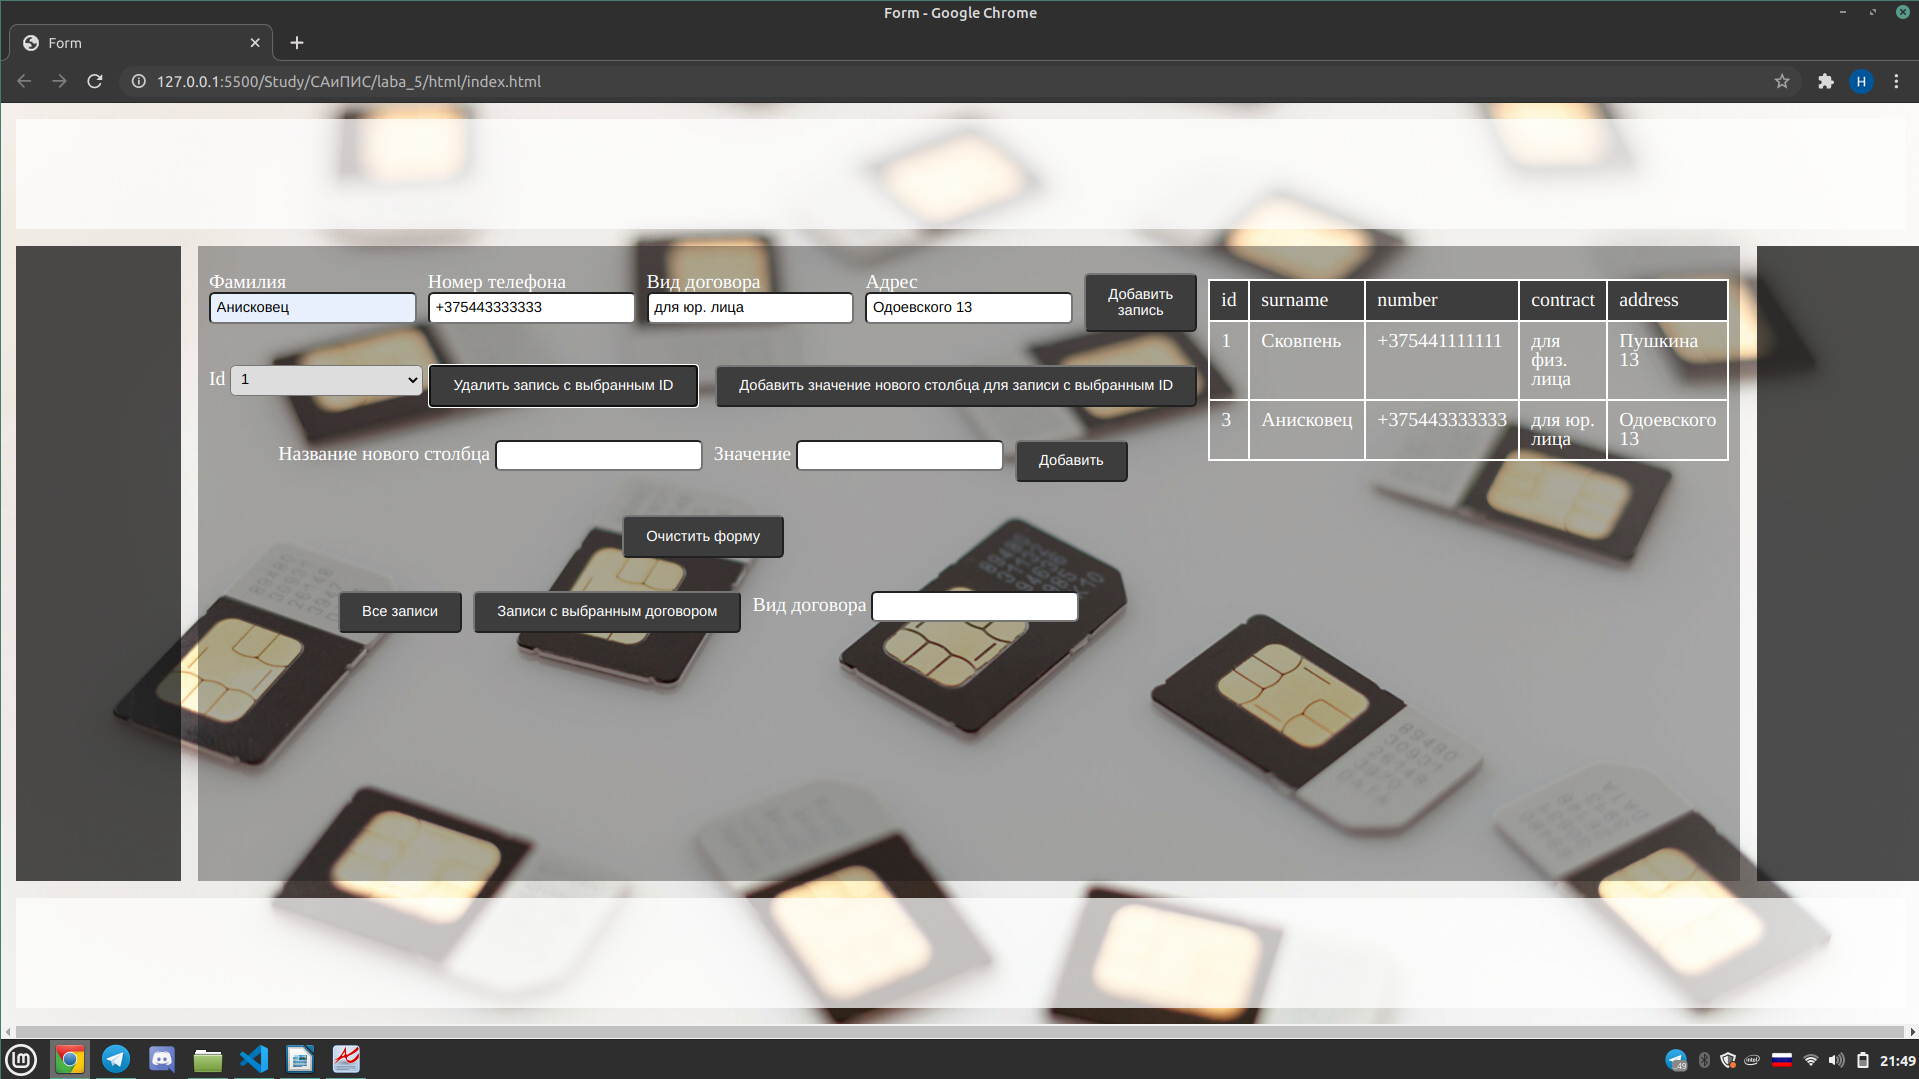 Form - Google Chrome
Form
127.0.0.1:5500/Study/САиПИС/laba_5/html/index.html
H
Фамилия Номер телефона Вид договора Адрес
Анисковец +375443333333 для юр. лица Одоевского 13
Добавить
запись
Id 1 Удалить запись с выбранным ID Добавить значение нового столбца для записи с выбранным ID
Название нового столбца Значение Добавить
Очистить форму
Все записи Записи с выбранным договором Вид договора
id surname number contract address
1 Сковпень +375441111111 для физ. лица Пушкина 13
3 Анисковец +375443333333 для юр. лица Одоевского 13
21:49